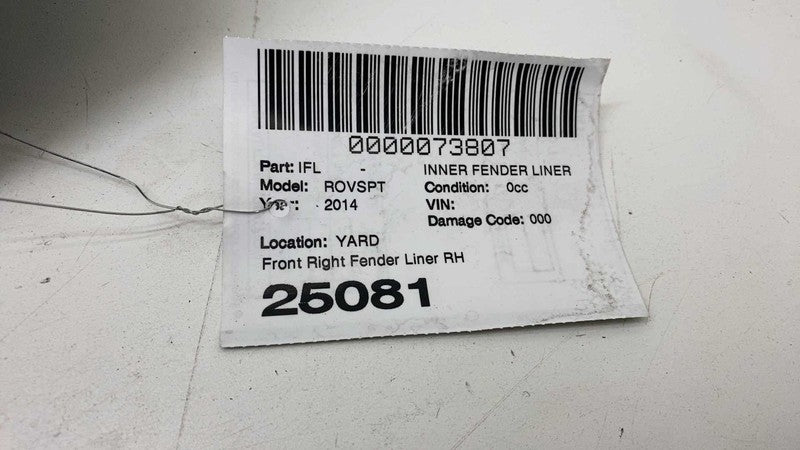 0000073807
Part: IFL - INNER FENDER LINER
Model: ROVSPT Condition: 0cc
Year: 2014 VIN:
Damage Code: 000
Location: YARD
Front Right Fender Liner RH
25081